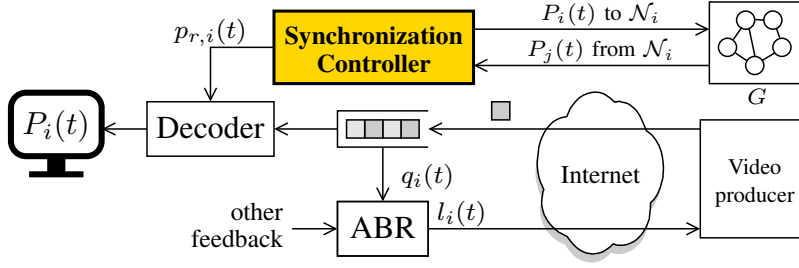 P_i(t) to 𝒩_i
p_{r,i}(t)
Synchronization
Controller
P_j(t) from 𝒩_i
G
P_i(t)
Decoder
Internet
Video
producer
q_i(t)
other
feedback
ABR
l_i(t)